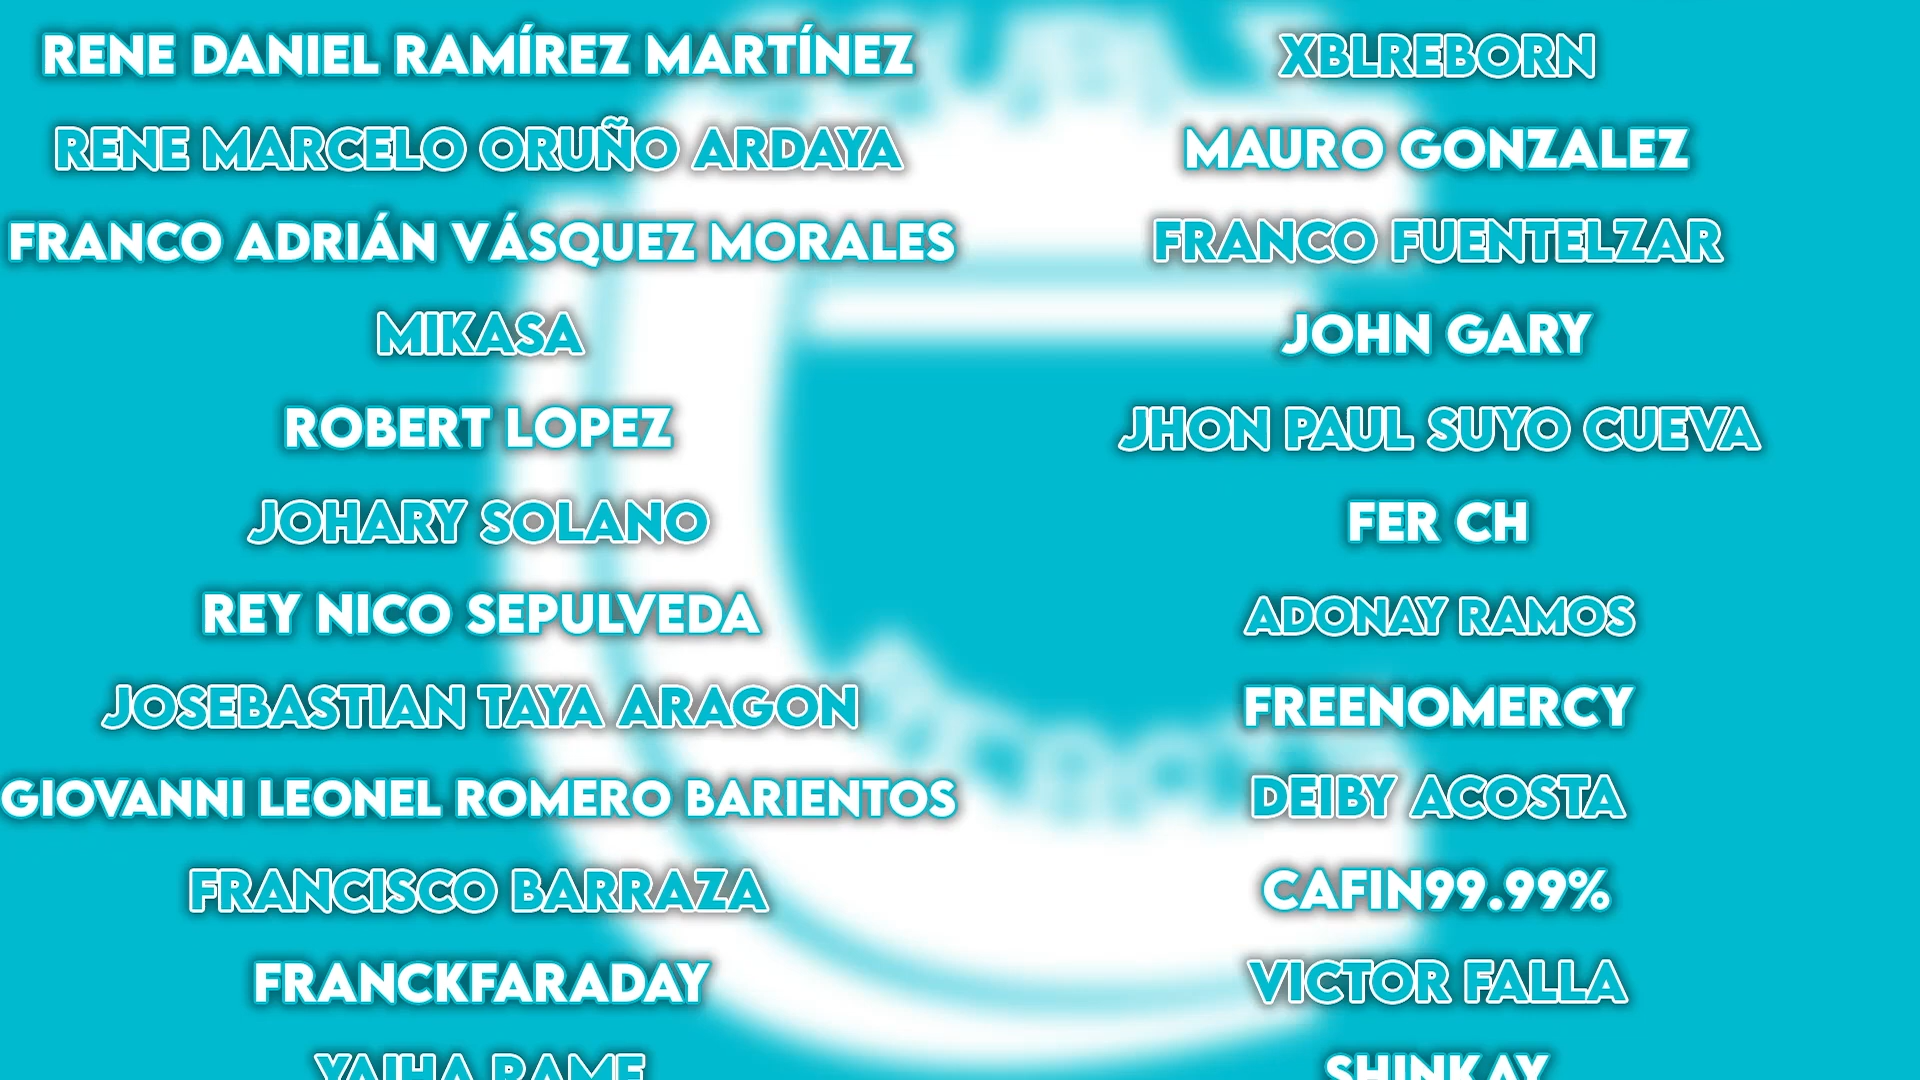 RENE DANIEL RAMÍREZ MARTÍNEZ
RENE MARCELO ORUÑO ARDAYA
FRANCO ADRIÁN VÁSQUEZ MORALES
MIKASA
ROBERT LOPEZ
JOHARY SOLANO
REY NICO SEPULVEDA
JOSEBASTIAN TAYA ARAGON
GIOVANNI LEONEL ROMERO BARIENTOS
FRANCISCO BARRAZA
FRANCKFARADAY
XBLREBORN
MAURO GONZALEZ
FRANCO FUENTELZAR
JOHN GARY
JHON PAUL SUYO CUEVA
FER CH
ADONAY RAMOS
FREENOMERCY
DEIBY ACOSTA
CAFIN99.99%
VICTOR FALLA
SHINKAY